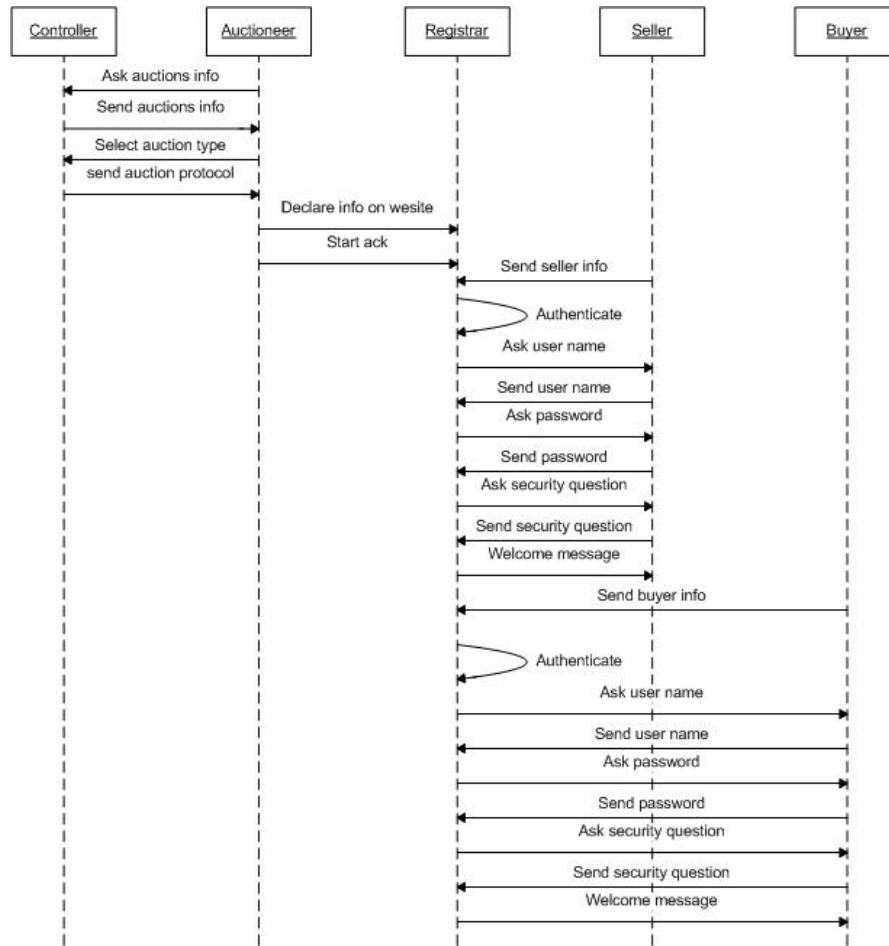 Controller
Auctioneer
Registrar
Seller
Buyer
Ask auctions info
Send auctions info
Select auction type
send auction protocol
Declare info on wesite
Start ack
Send seller info
Authenticate
Ask user name
Send user name
Ask password
Send password
Ask security question
Send security question
Welcome message
Send buyer info
Authenticate
Ask user name
Send user name
Ask password
Send password
Ask security question
Send security question
Welcome message